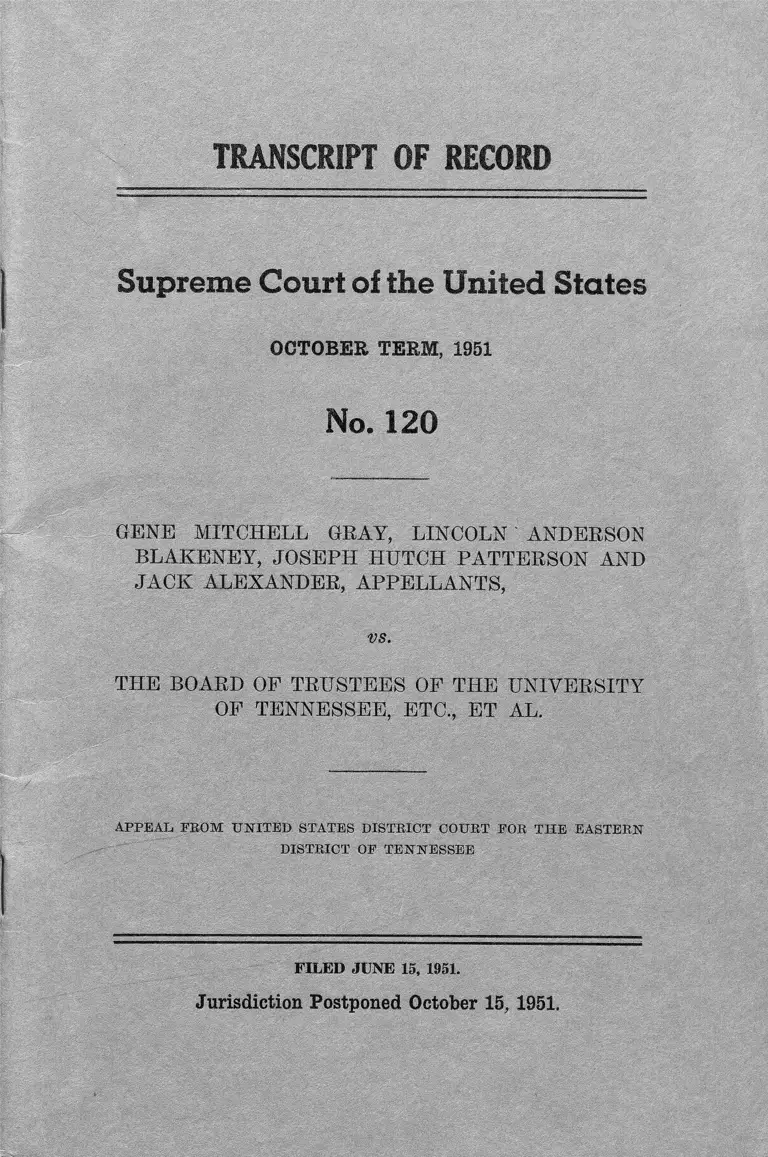 TRANSCRIPT OF RECORD
Supreme Court of the United States
OCTOBER TERM, 1951
No. 120
GENE MITCHELL GRAY, LINCOLN ANDERSON
BLAKENEY, JOSEPH HUTCH PATTERSON AND
JACK ALEXANDER, APPELLANTS,
vs.
THE BOARD OF TRUSTEES OF THE UNIVERSITY
OF TENNESSEE, ETC., ET AL.
APPEAL FROM UNITED STATES DISTRICT COURT FOR THE EASTERN
DISTRICT OF TENNESSEE
FILED JUNE 15, 1951.
Jurisdiction Postponed October 15, 1951.